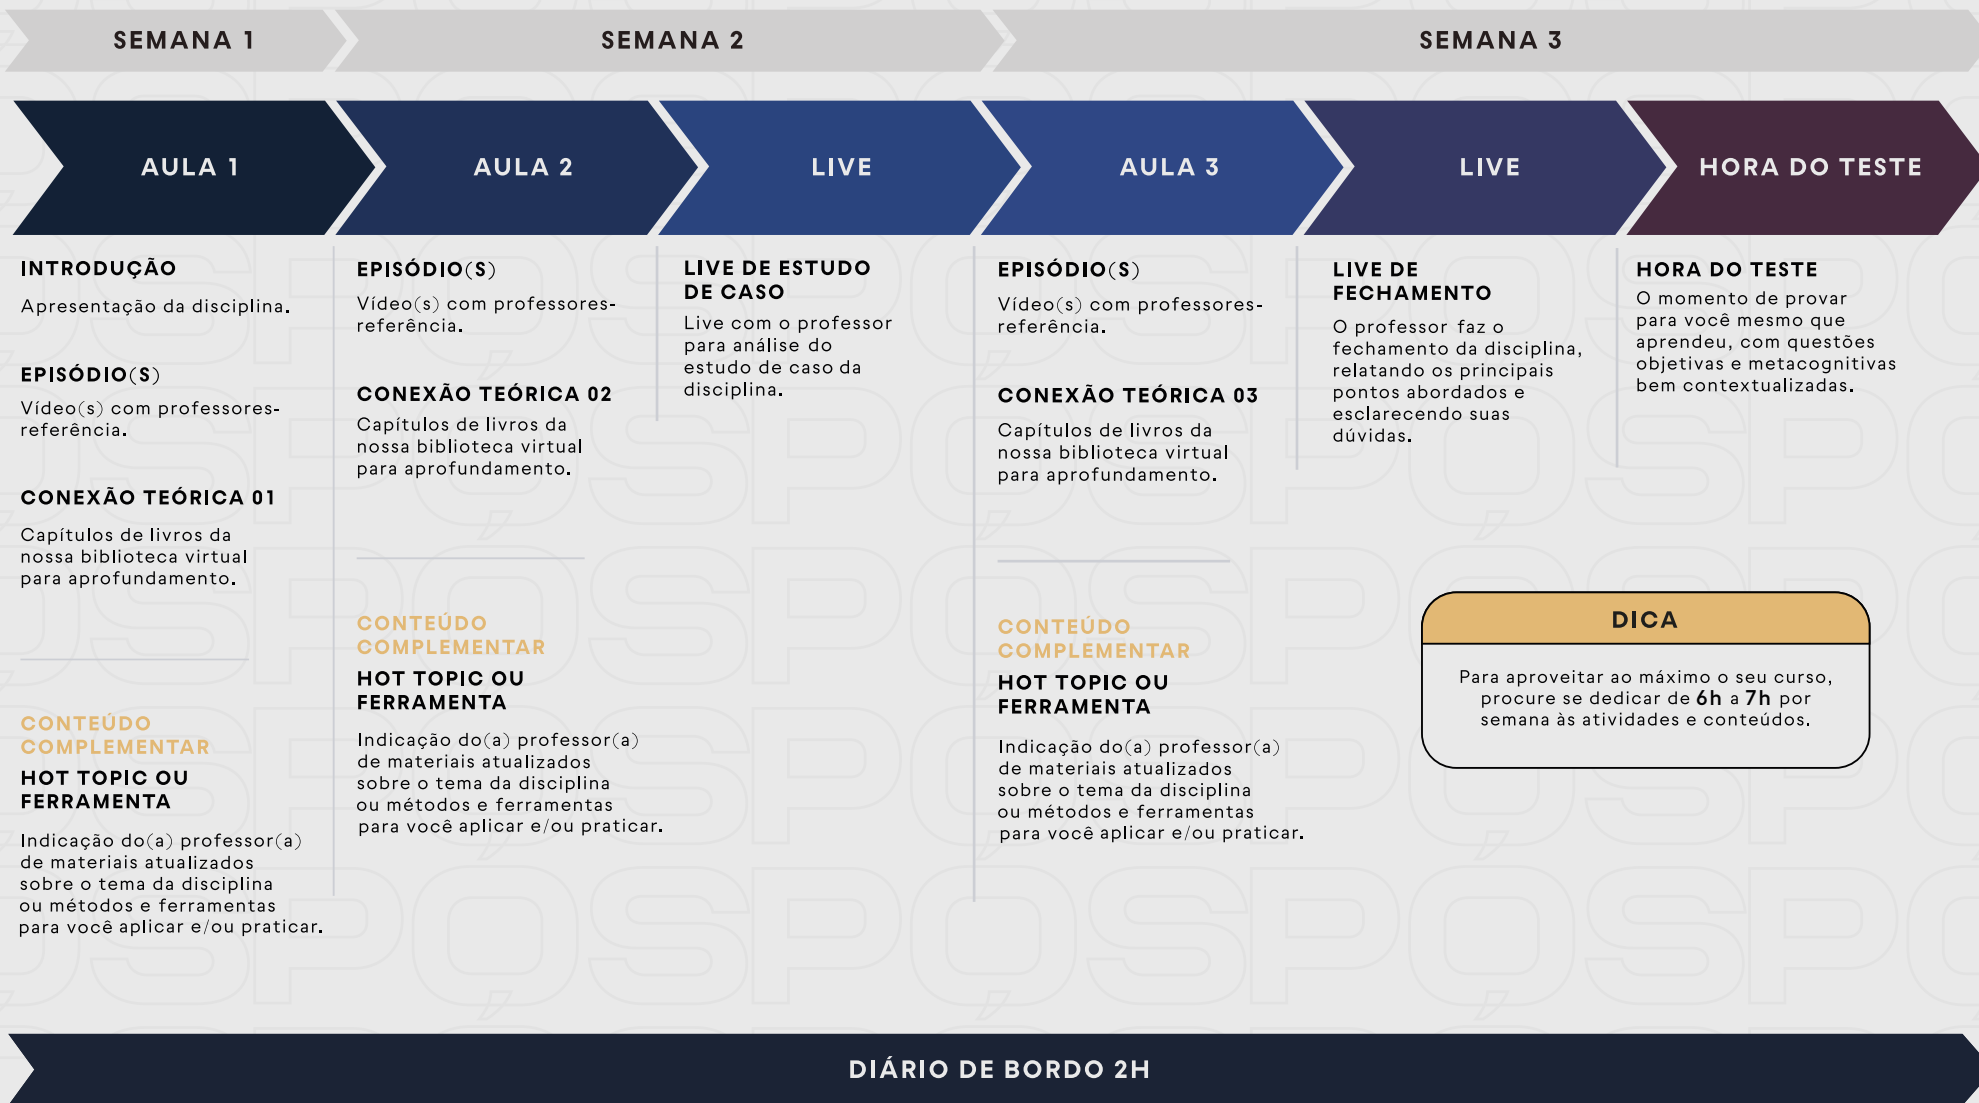 SEMANA 1
SEMANA 2
SEMANA 3
AULA 1
AULA 2
LIVE
AULA 3
LIVE
HORA DO TESTE
INTRODUÇÃO
Apresentação da disciplina.
EPISÓDIO(S)
Vídeo(s) com professores-
referência.
CONEXÃO TEÓRICA 01
Capítulos de livros da
nossa biblioteca virtual
para aprofundamento.
CONTEÚDO
COMPLEMENTAR
HOT TOPIC OU
FERRAMENTA
Indicação do(a) professor(a)
de materiais atualizados
sobre o tema da disciplina
ou métodos e ferramentas
para você aplicar e/ou praticar.
EPISÓDIO(S)
Vídeo(s) com professores-
referência.
CONEXÃO TEÓRICA 02
Capítulos de livros da
nossa biblioteca virtual
para aprofundamento.
CONTEÚDO
COMPLEMENTAR
HOT TOPIC OU
FERRAMENTA
Indicação do(a) professor(a)
de materiais atualizados
sobre o tema da disciplina
ou métodos e ferramentas
para você aplicar e/ou praticar.
LIVE DE ESTUDO
DE CASO
Live com o professor
para análise do
estudo de caso da
disciplina.
EPISÓDIO(S)
Vídeo(s) com professores-
referência.
CONEXÃO TEÓRICA 03
Capítulos de livros da
nossa biblioteca virtual
para aprofundamento.
CONTEÚDO
COMPLEMENTAR
HOT TOPIC OU
FERRAMENTA
Indicação do(a) professor(a)
de materiais atualizados
sobre o tema da disciplina
ou métodos e ferramentas
para você aplicar e/ou praticar.
LIVE DE
FECHAMENTO
O professor faz o
fechamento da disciplina,
relatando os principais
pontos abordados e
esclarecendo suas
dúvidas.
HORA DO TESTE
O momento de provar
para você mesmo que
aprendeu, com questões
objetivas e metacognitivas
bem contextualizadas.
DICA
Para aproveitar ao máximo o seu curso,
procure se dedicar de 6h a 7h por
semana às atividades e conteúdos.
DIÁRIO DE BORDO 2H